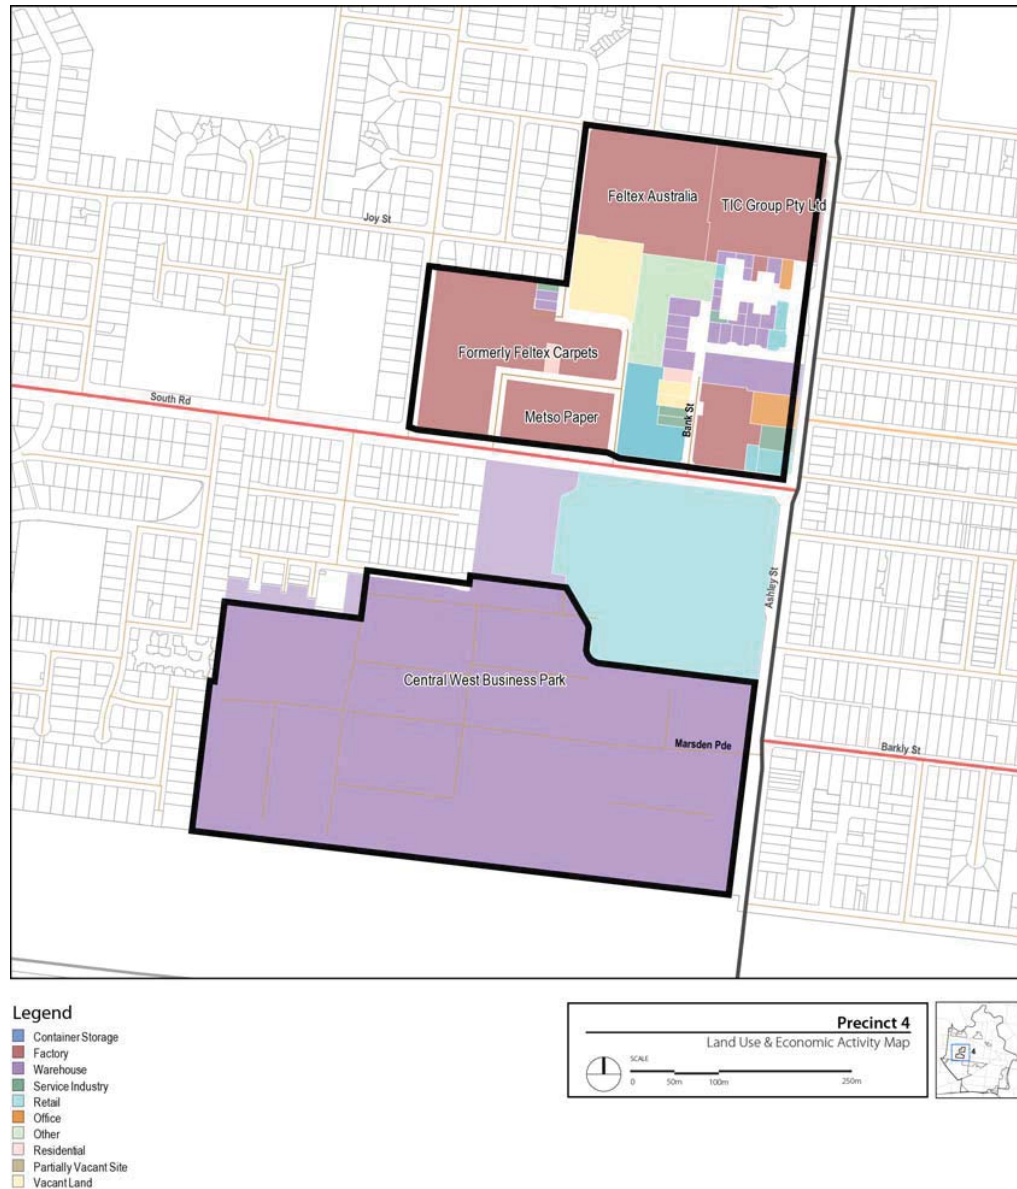 Feltex Australia
TIC Group Pty Ltd
Joy St
Formerly Feltex Carpets
South Rd
Metso Paper
Bank St
Ashley St
Central West Business Park
Marsden Pde
Barkly St
Legend
Container Storage
Factory
Warehouse
Service Industry
Retail
Office
Other
Residential
Partially Vacant Site
Vacant Land
Precinct 4
Land Use & Economic Activity Map
SCALE
0 50m 100m 250m
4